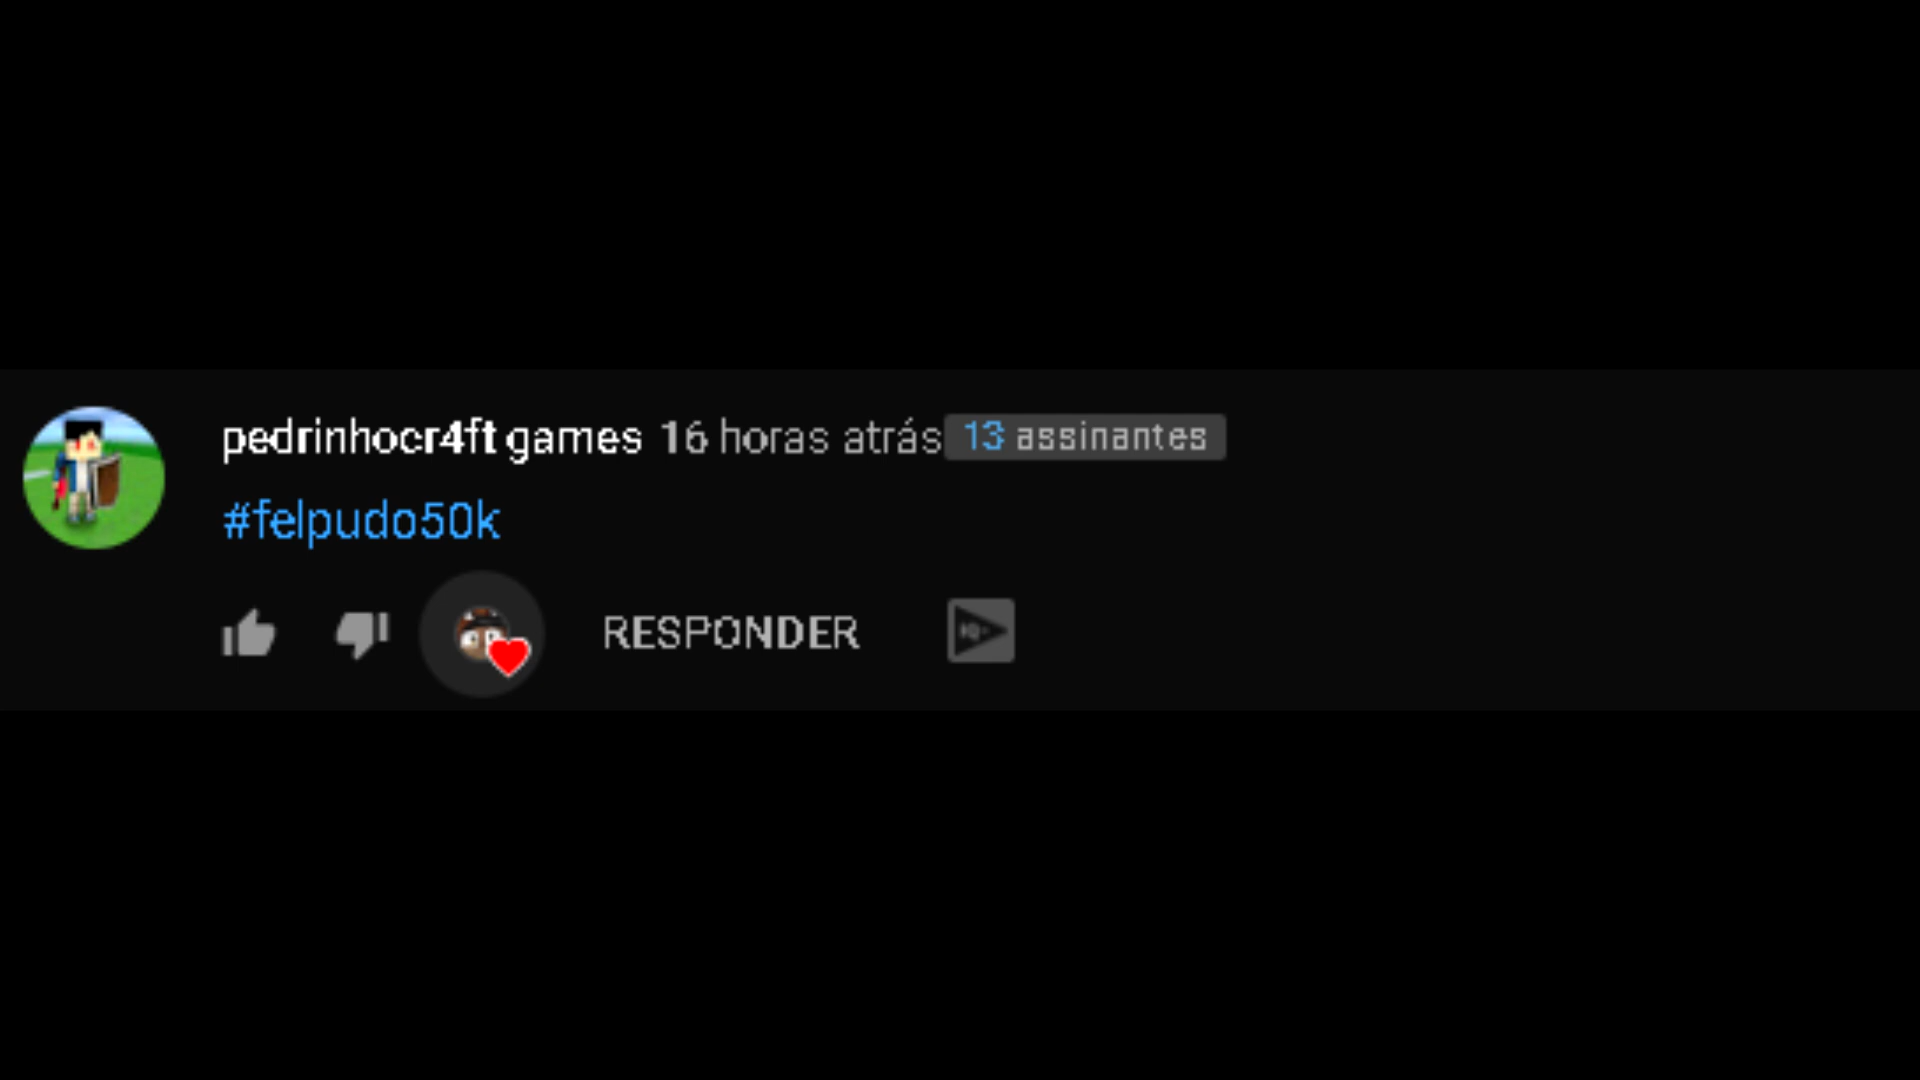 pedrinhocr4ft games 16 horas atrás 13 assinantes
#felpudo50k
RESPONDER